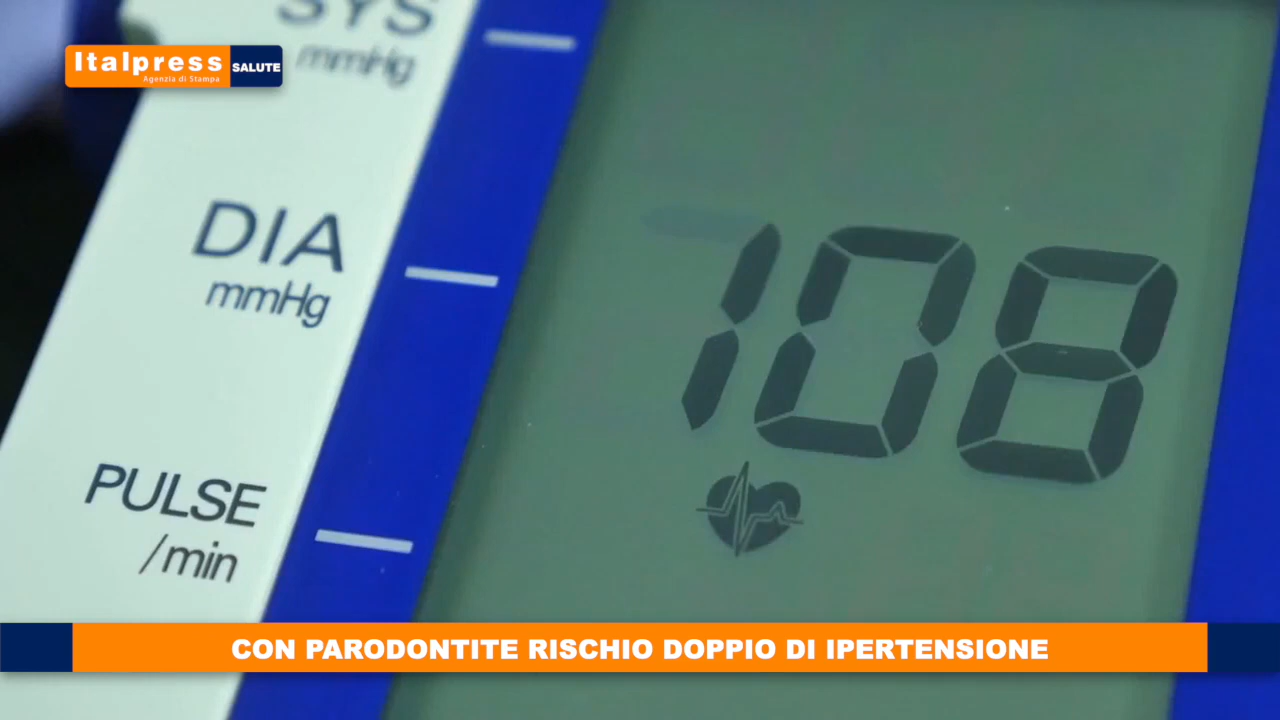 SYS
mmHg
Italpress
Agenzia di Stampa
SALUTE
DIA
mmHg
108
PULSE
/min
CON PARODONTITE RISCHIO DOPPIO DI IPERTENSIONE